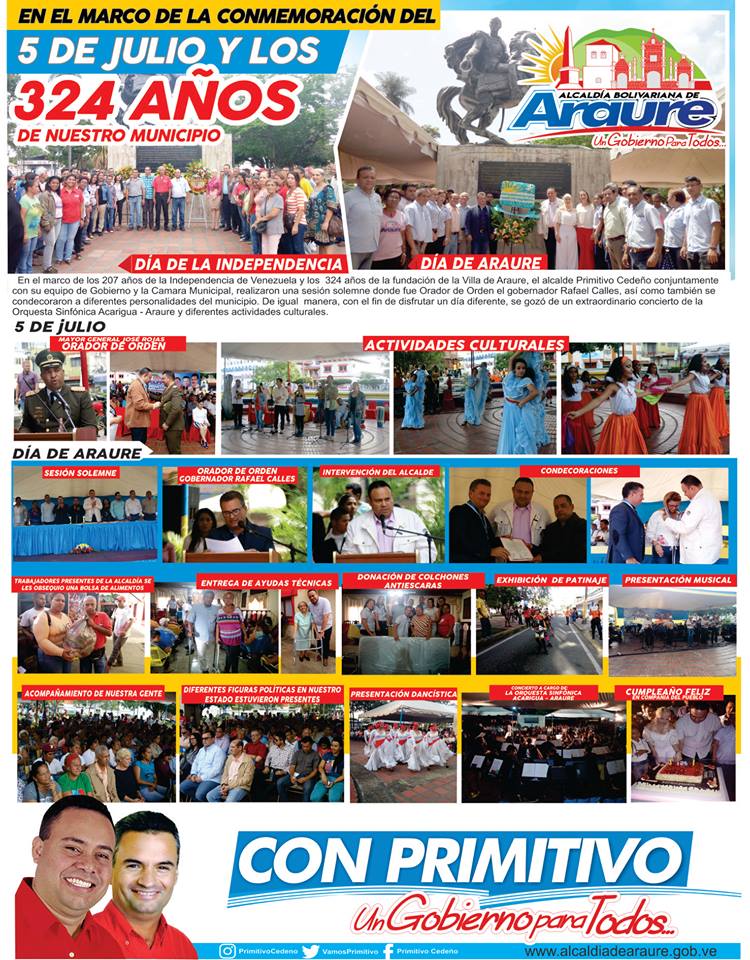 EN EL MARCO DE LA CONMEMORACIÓN DEL
5 DE JULIO Y LOS
324 AÑOS
DE NUESTRO MUNICIPIO
ALCALDÍA BOLIVARIANA DE
Araure
Un Gobierno Para Todos...
DÍA DE LA INDEPENDENCIA
DÍA DE ARAURE
En el marco de los 207 años de la Independencia de Venezuela y los 324 años de la fundación de la Villa de Araure, el alcalde Primitivo Cedeño conjuntamente
con su equipo de Gobierno y la Camara Municipal, realizaron una sesión solemne donde fue Orador de Orden el gobernador Rafael Calles, así como también se
condecoraron a diferentes personalidades del municipio. De igual manera, con el fin de disfrutar un día diferente, se gozó de un extraordinario concierto de la
Orquesta Sinfónica Acarigua - Araure y diferentes actividades culturales.
5 DE JULIO
MAYOR GENERAL JOSÉ ROJAS
ORADOR DE ORDEN
ACTIVIDADES CULTURALES
DÍA DE ARAURE
SESIÓN SOLEMNE
ORADOR DE ORDEN
GOBERNADOR RAFAEL CALLES
INTERVENCIÓN DEL ALCALDE
CONDECORACIONES
TRABAJADORES PRESENTES DE LA ALCALDÍA SE
LES OBSEQUIO UNA BOLSA DE ALIMENTOS
ENTREGA DE AYUDAS TÉCNICAS
DONACIÓN DE COLCHONES
ANTIESCARAS
EXHIBICIÓN DE PATINAJE
PRESENTACIÓN MUSICAL
ACOMPAÑAMIENTO DE NUESTRA GENTE
DIFERENTES FIGURAS POLÍTICAS EN NUESTRO
ESTADO ESTUVIERON PRESENTES
PRESENTACIÓN DANCÍSTICA
CONCIERTO A CARGO DE:
LA ORQUESTA SINFÓNICA
ACARIGUA - ARAURE
CUMPLEAÑO FELIZ
EN COMPAÑIA DEL PUEBLO
CON PRIMITIVO
Un Gobierno para Todos...
PrimitivoCedeno
VamosPrimitivo
Primitivo Cedeño
www.alcaldiadearaure.gob.ve